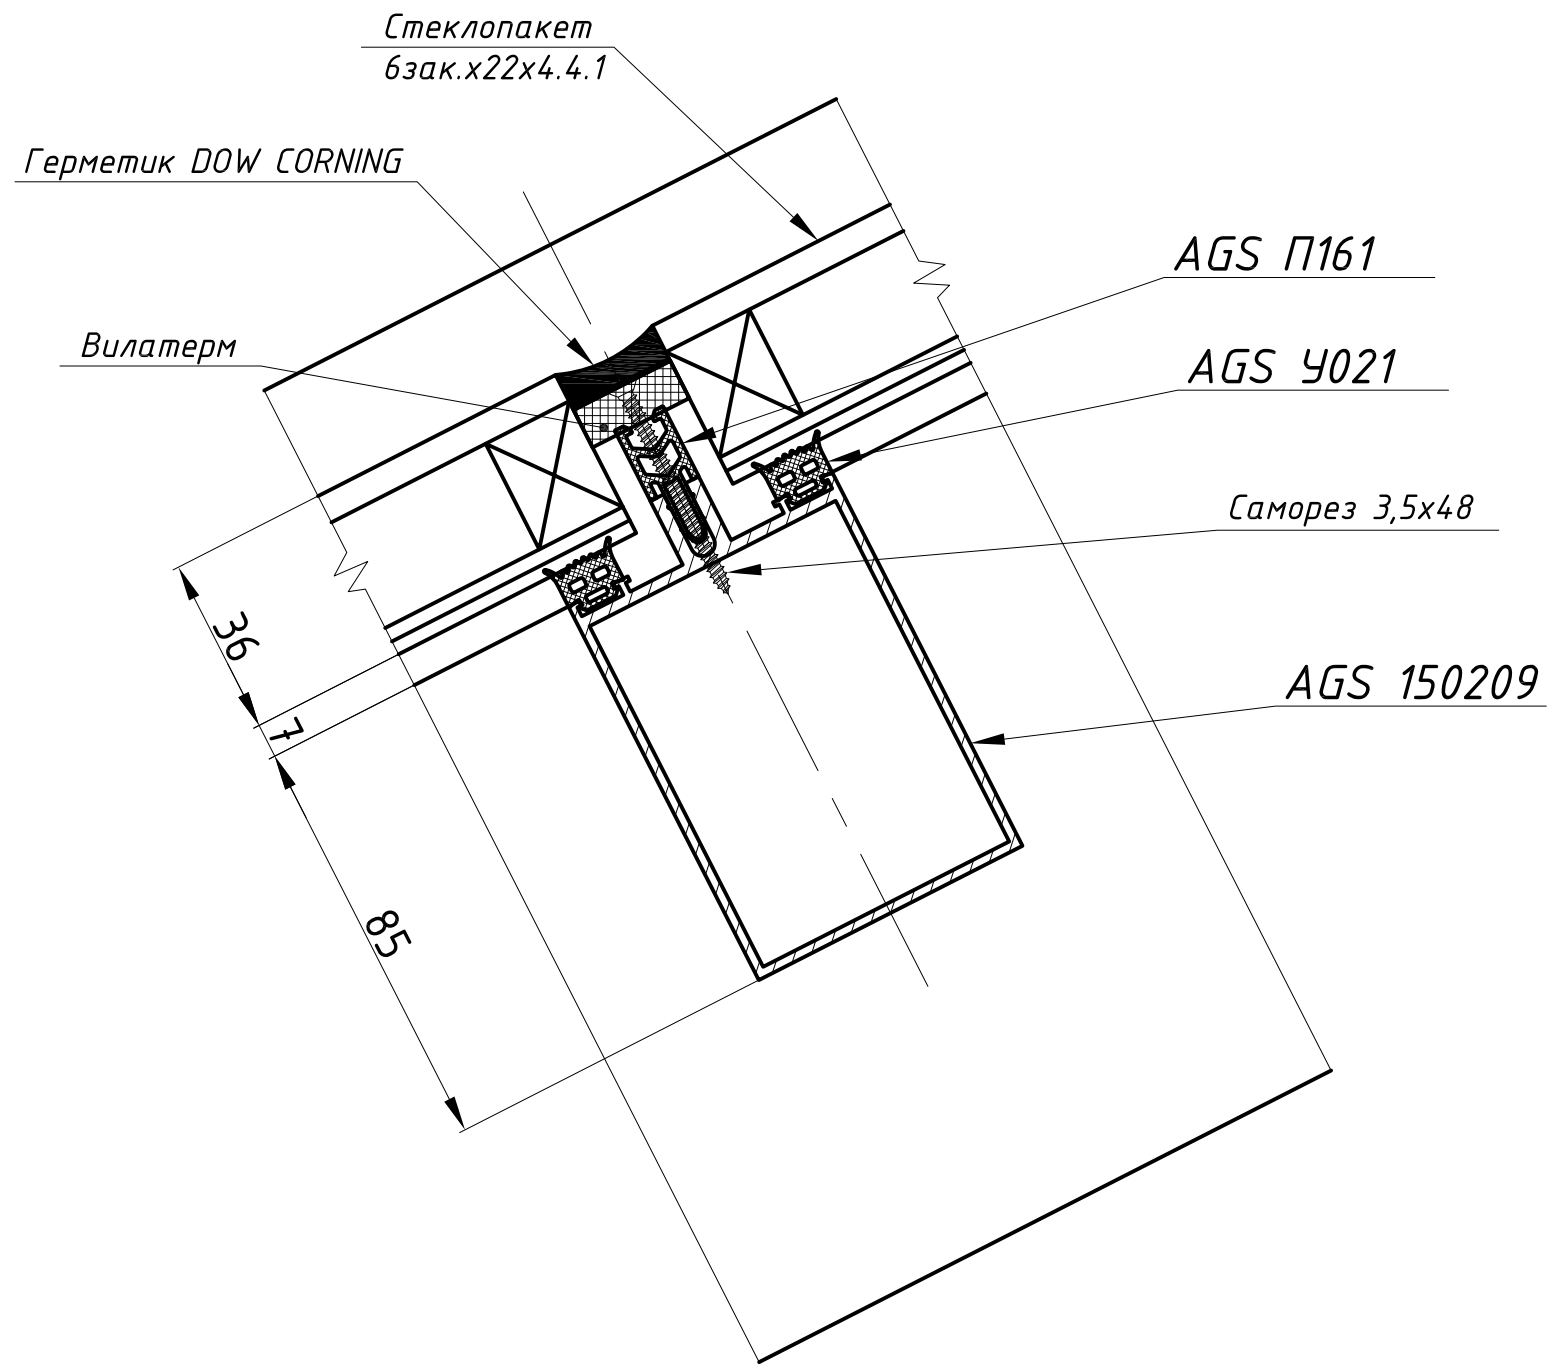 Стеклопакет
6зак.х22х4.4.1
Герметик DOW CORNING
AGS П161
Вилатерм
AGS У021
Саморез 3,5х48
36
7
AGS 150209
85